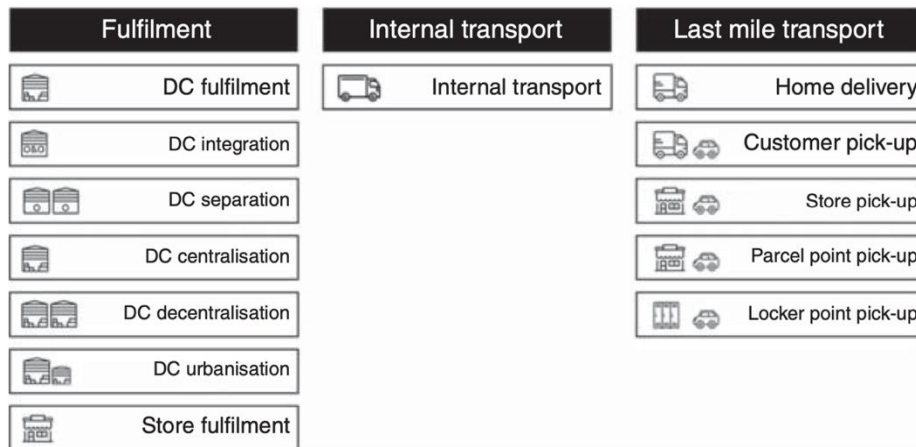 Fulfilment
DC fulfilment
DC integration
DC separation
DC centralisation
DC decentralisation
DC urbanisation
Store fulfilment
Internal transport
Internal transport
Last mile transport
Home delivery
Customer pick-up
Store pick-up
Parcel point pick-up
Locker point pick-up